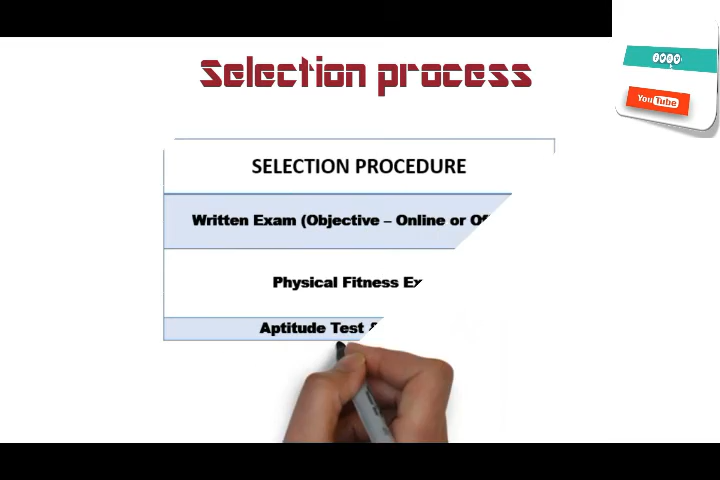 Selection process
YouTube
SELECTION PROCEDURE
Written Exam (Objective – Online or
Physical Fitness
Aptitude Test